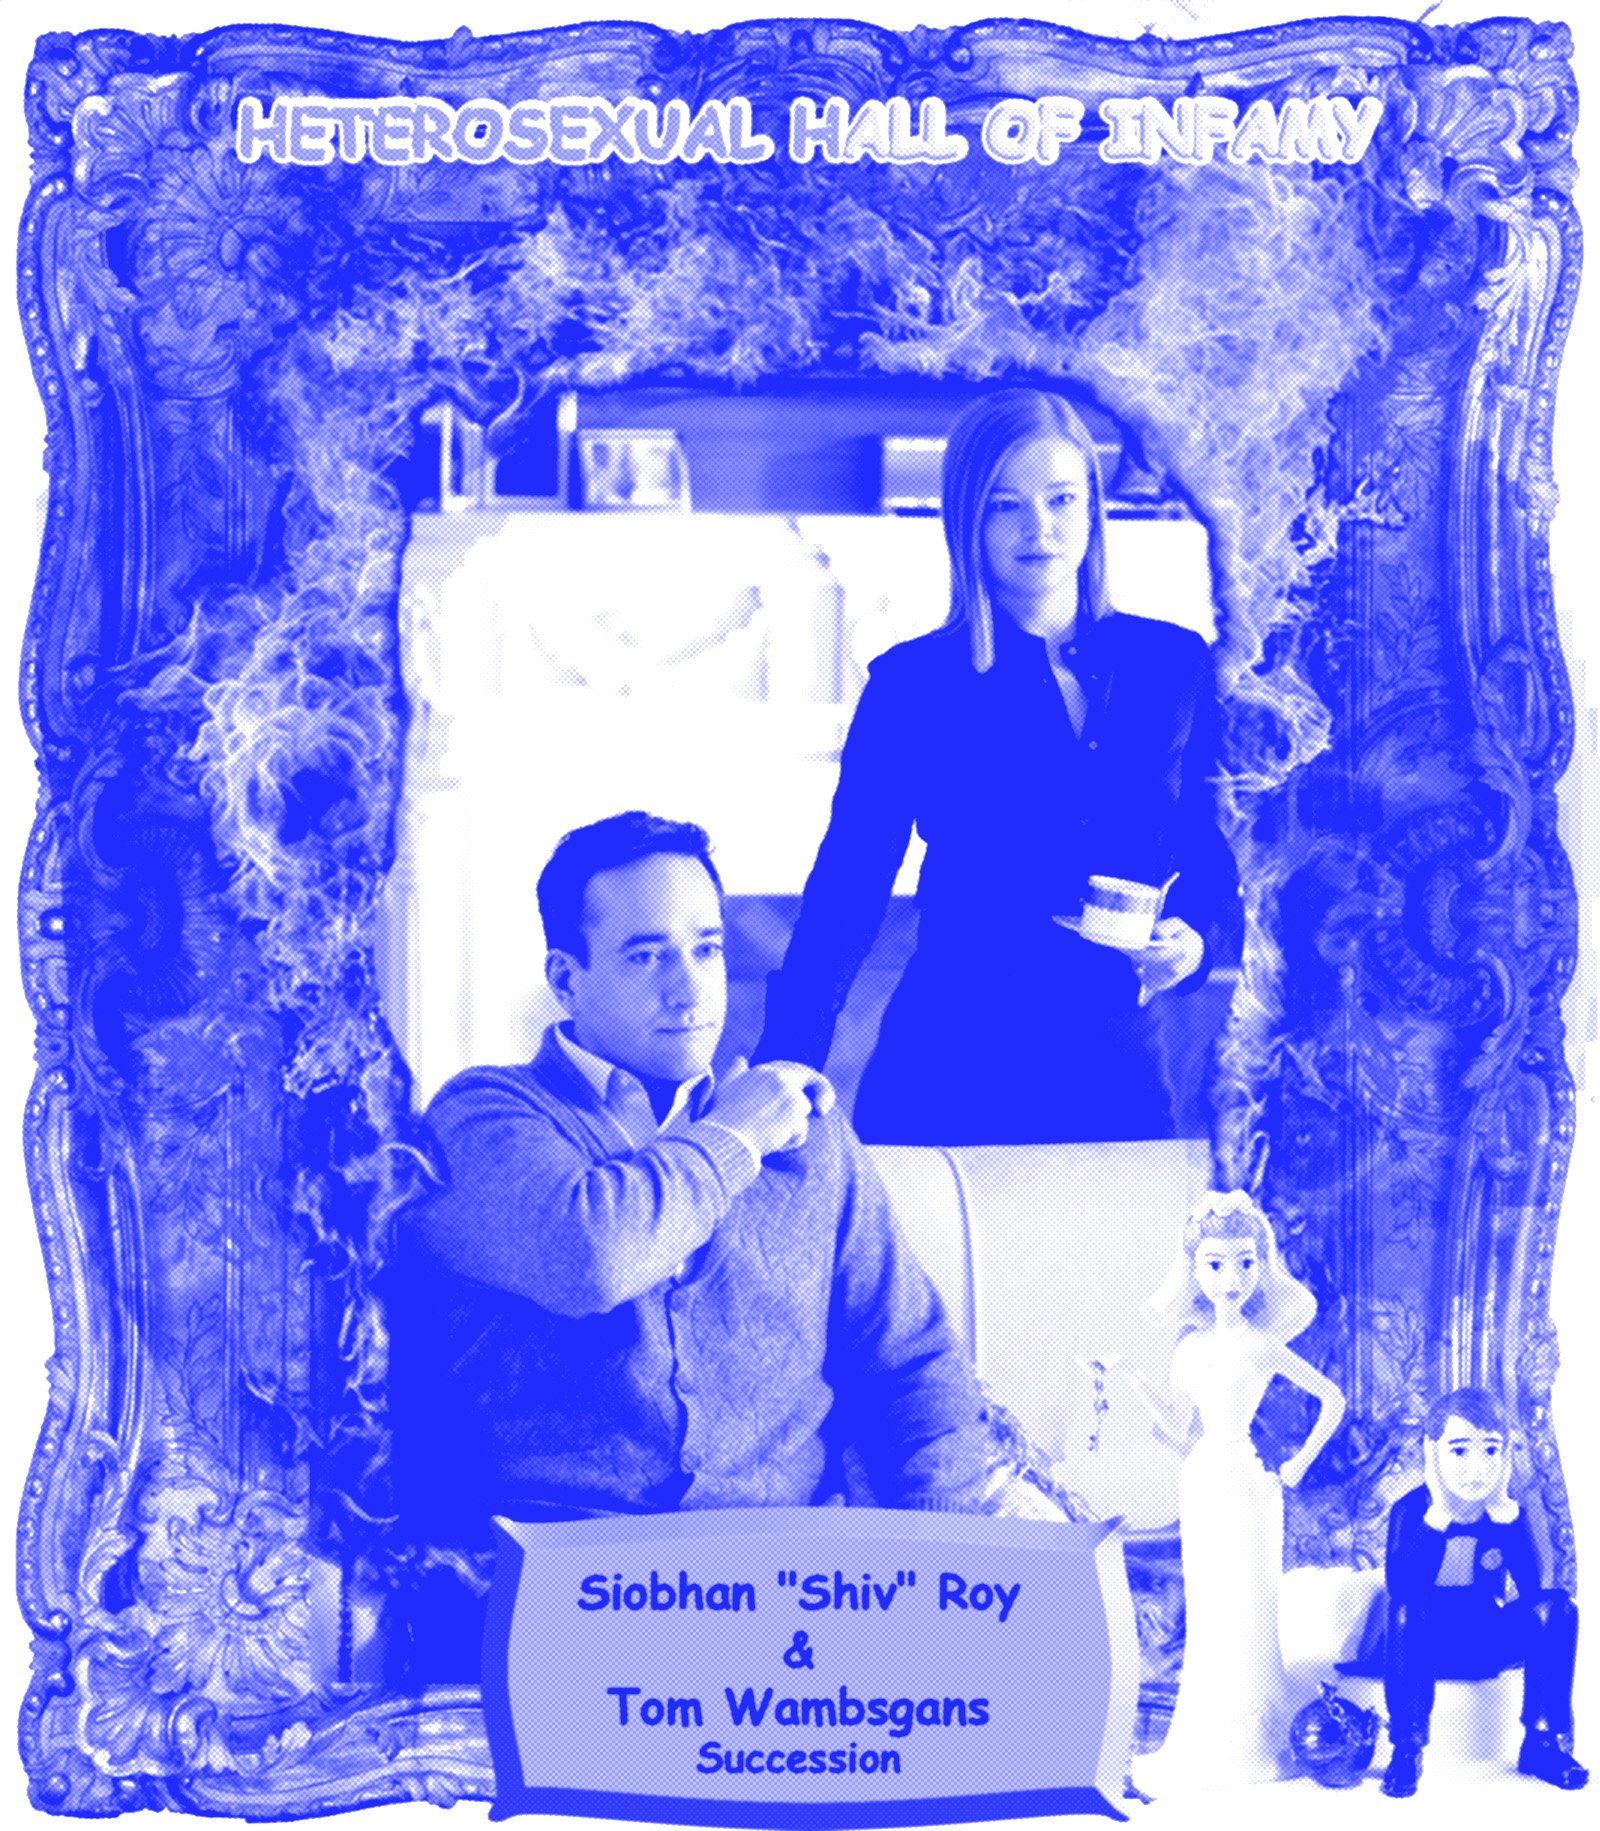 HETEROSEXUAL HALL OF INFAMY
Siobhan "Shiv" Roy
&
Tom Wambsgans
Succession